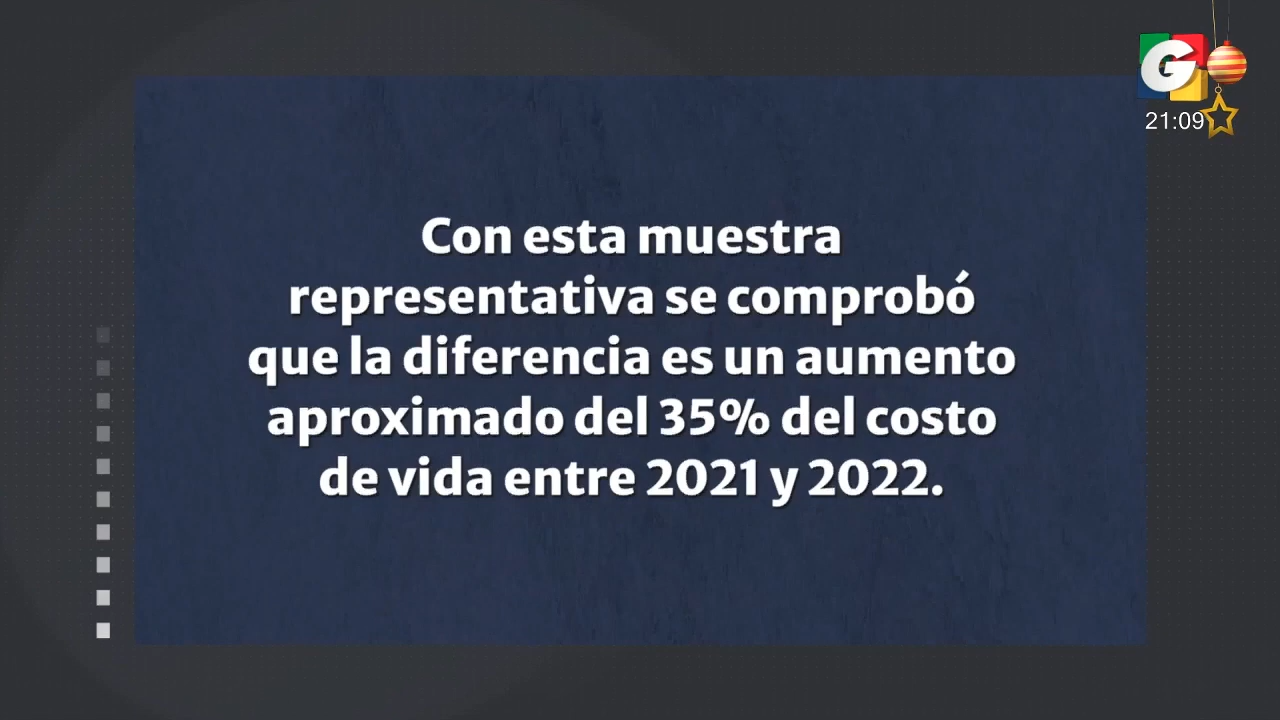 G
21:09
Con esta muestra
representativa se comprobó
que la diferencia es un aumento
aproximado del 35% del costo
de vida entre 2021 y 2022.